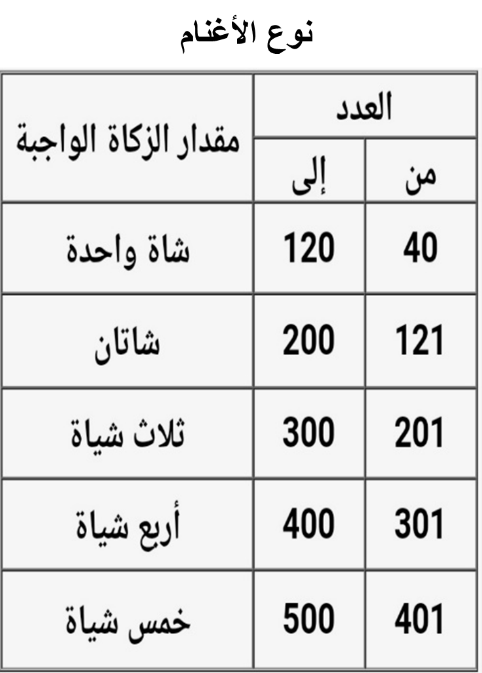 نوع الأغنام
العدد مقدار الزكاة الواجبة
من إلى
40 120 شاة واحدة
121 200 شاتان
201 300 ثلاث شياة
301 400 أربع شياة
401 500 خمس شياة